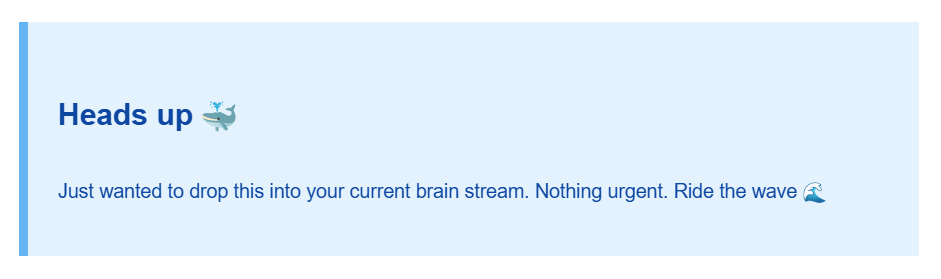 Heads up 🐳
Just wanted to drop this into your current brain stream. Nothing urgent. Ride the wave 🌊